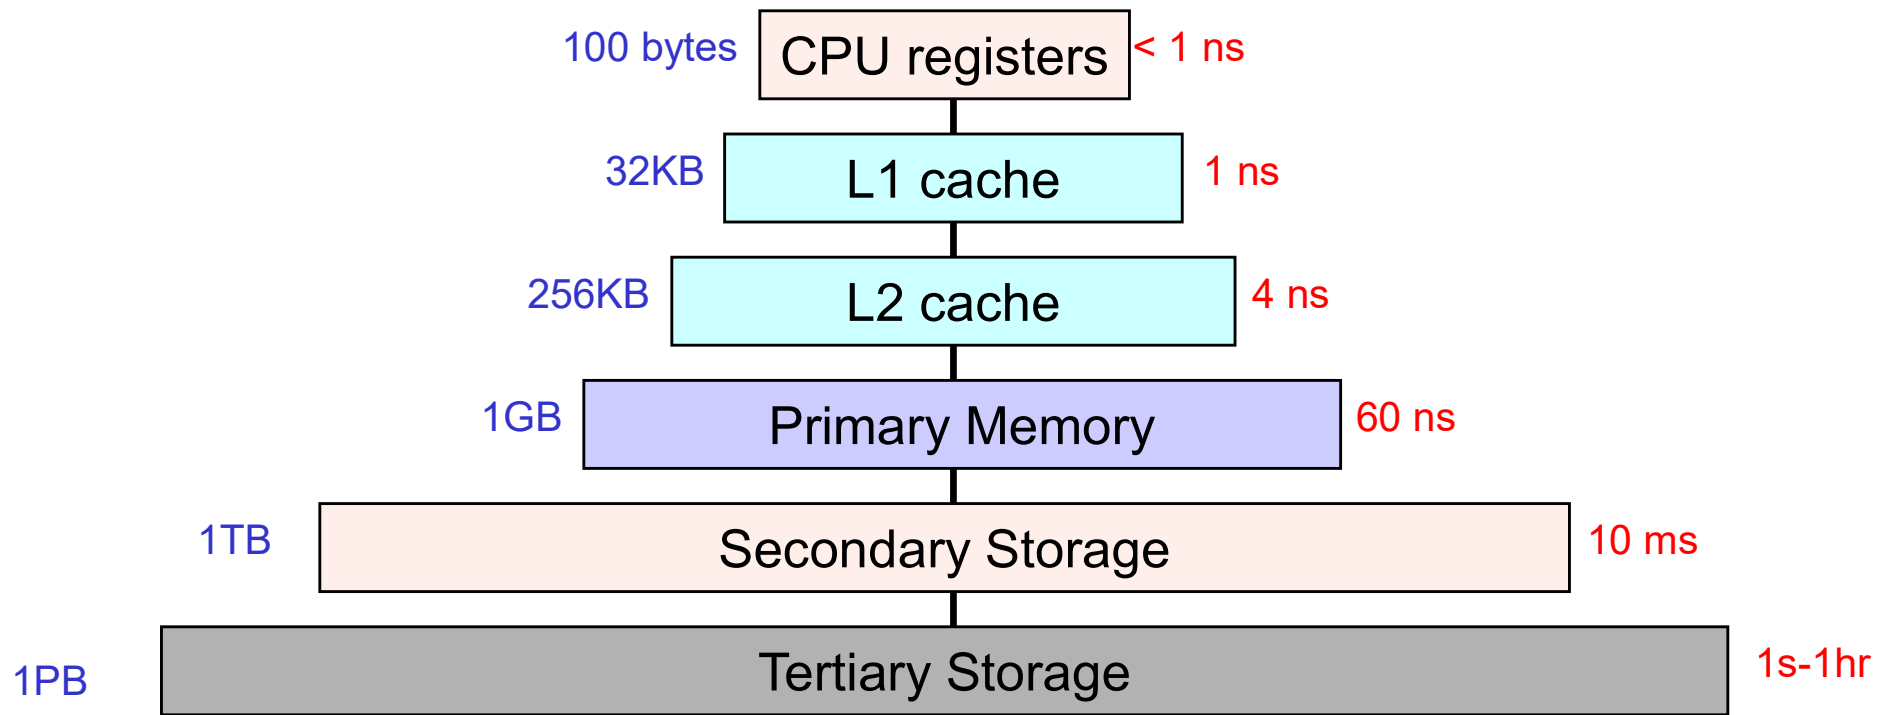 100 bytes CPU registers < 1 ns
32KB L1 cache 1 ns
256KB L2 cache 4 ns
1GB Primary Memory 60 ns
1TB Secondary Storage 10 ms
1PB Tertiary Storage 1s-1hr